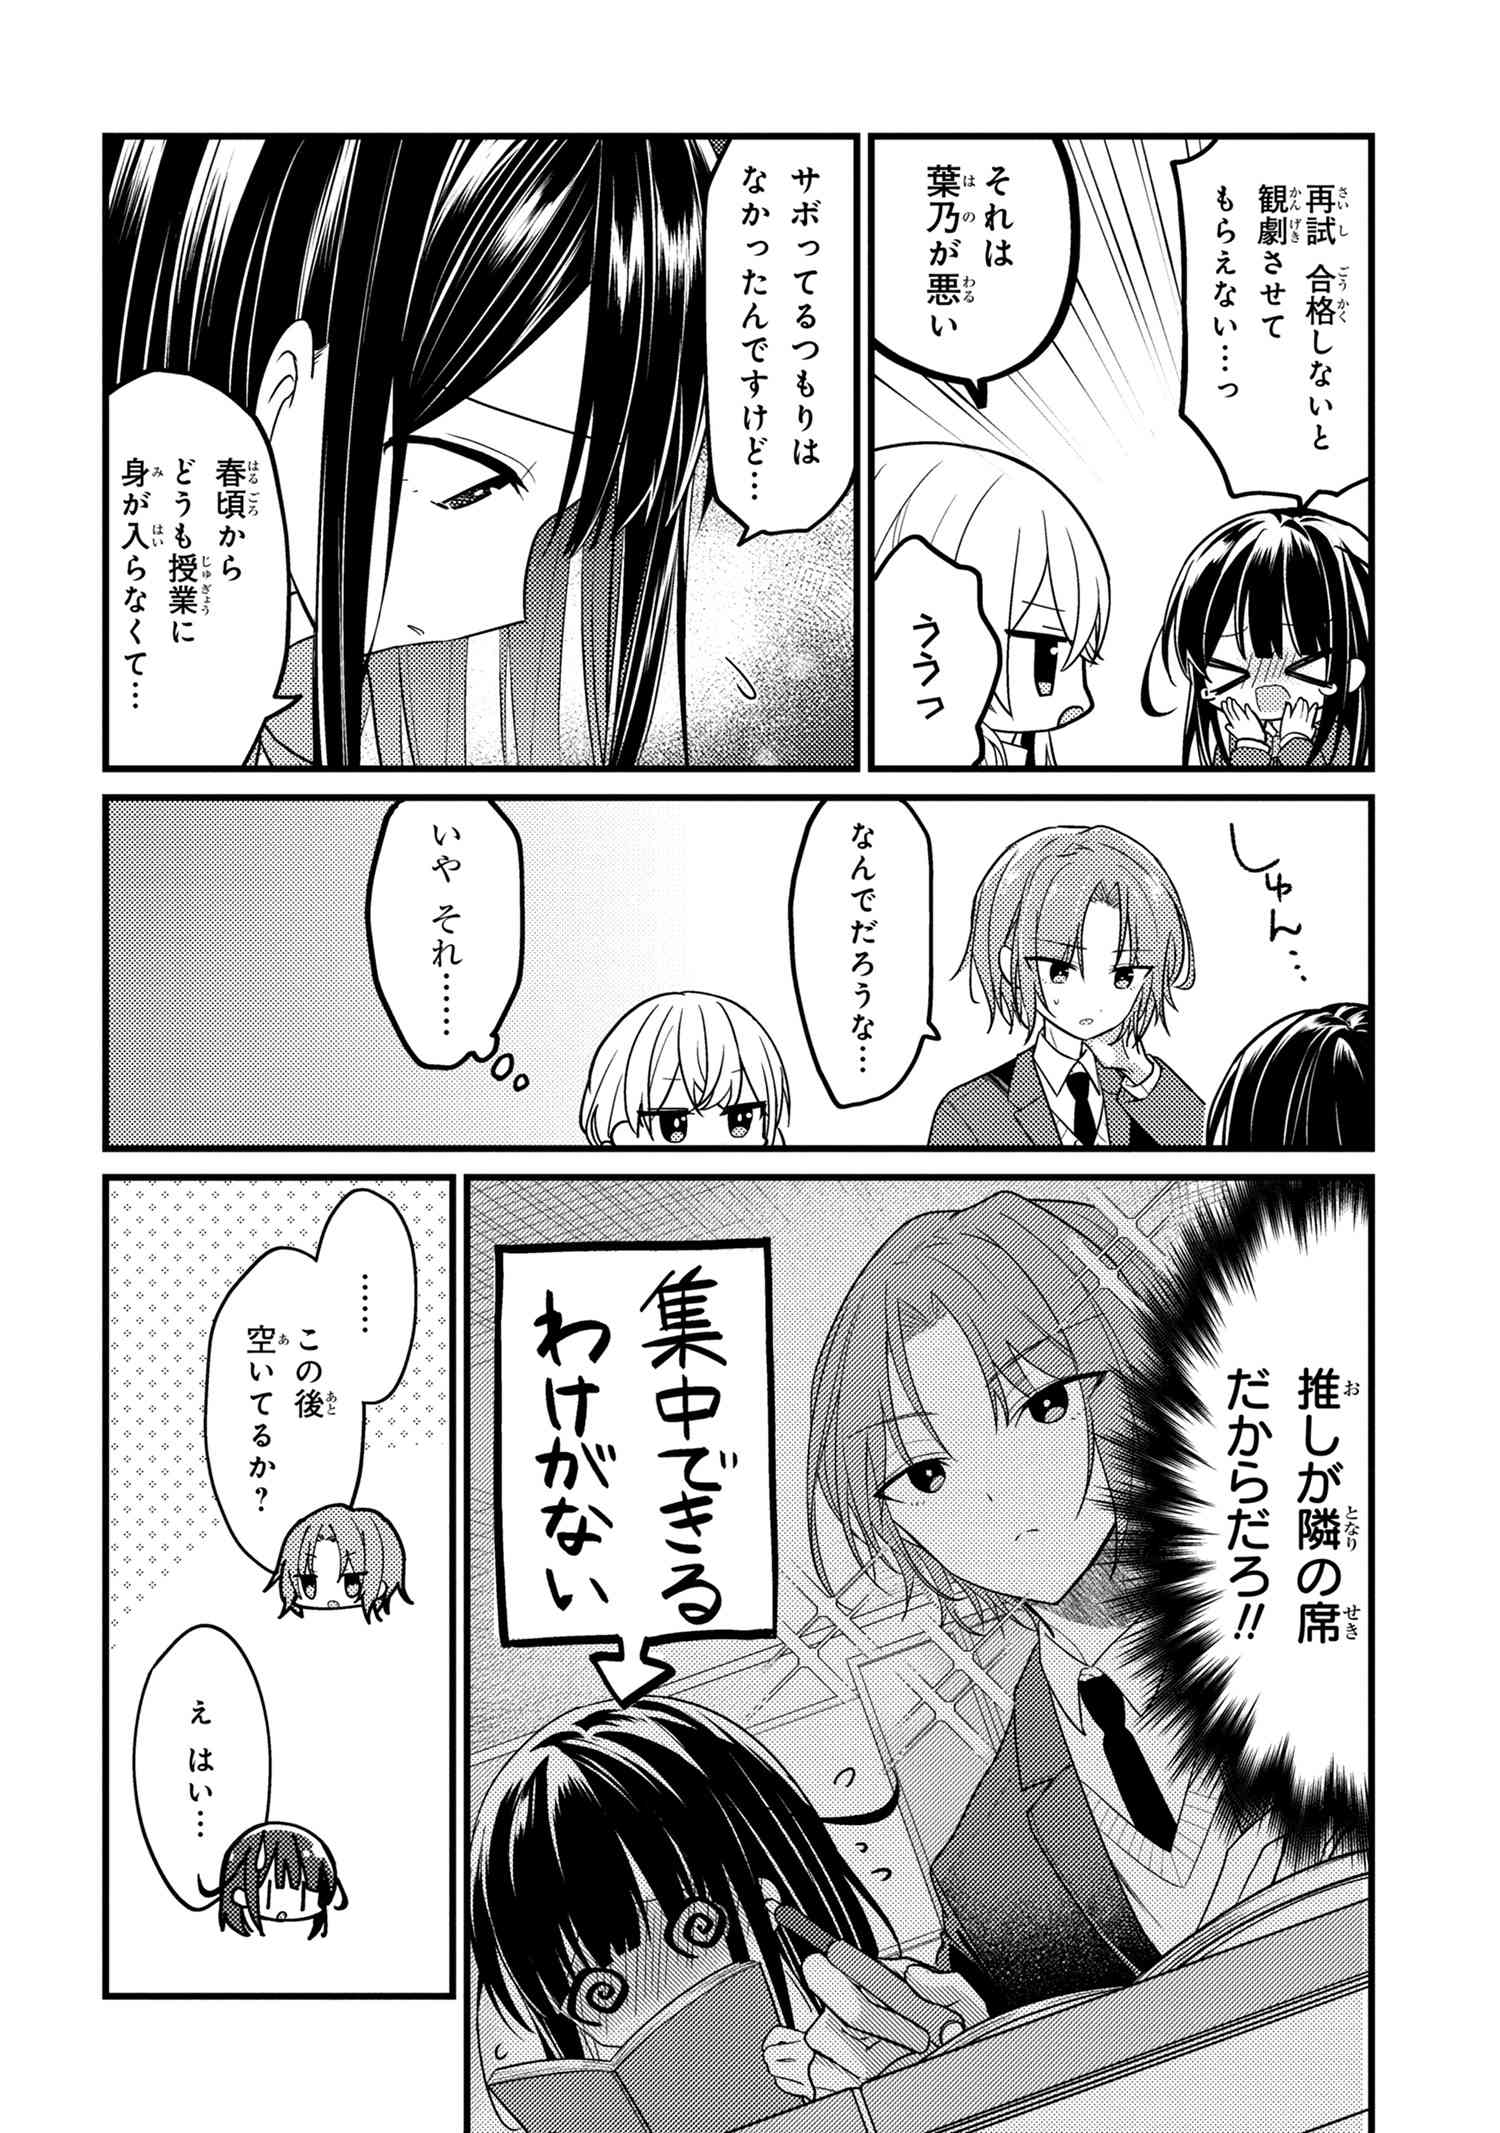 再試 合格しないと
観劇させて
もらえない…っ
それは
葉乃が悪い
ううっ
サボってるつもりは
なかったんですけど…
春頃から
どうも授業に
身が入らなくて…
しゅん…
なんでだろうな…
いや それ……
推しが隣の席
だからだろ!!
集中できる
わけがない
……
この後
空いてるか?
え はい…